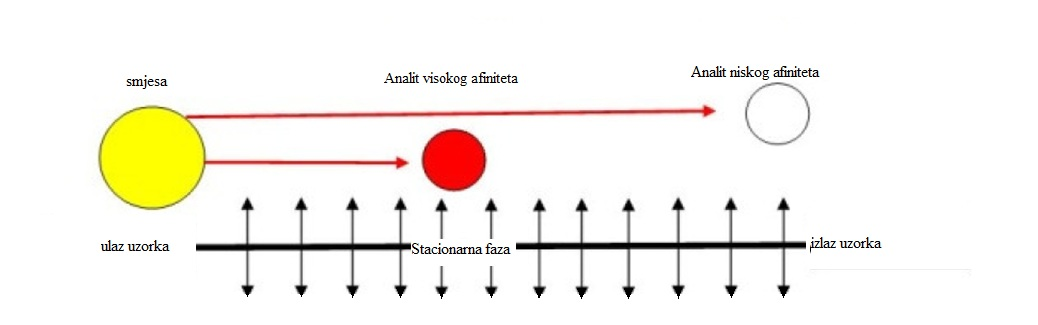 smjesa
Analit visokog afiniteta
Analit niskog afiniteta
ulaz uzorka
Stacionarna faza
izlaz uzorka